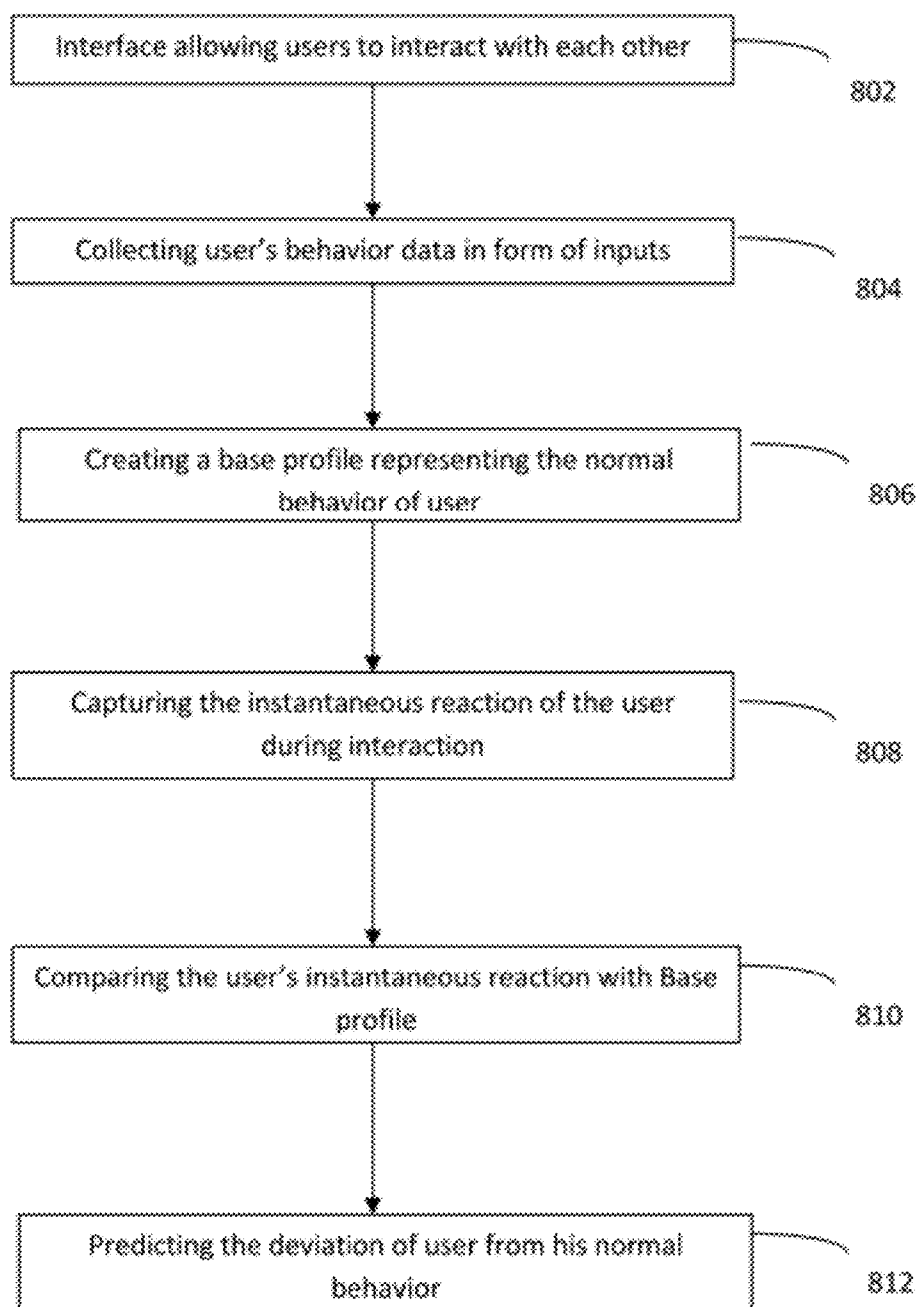 Interface allowing users to interact with each other
802
Collecting user's behavior data in form of inputs
804
Creating a base profile representing the normal
behavior of user
806
Capturing the instantaneous reaction of the user
during interaction
808
Comparing the user's instantaneous reaction with Base
profile
810
Predicting the deviation of user from his normal
behavior
812